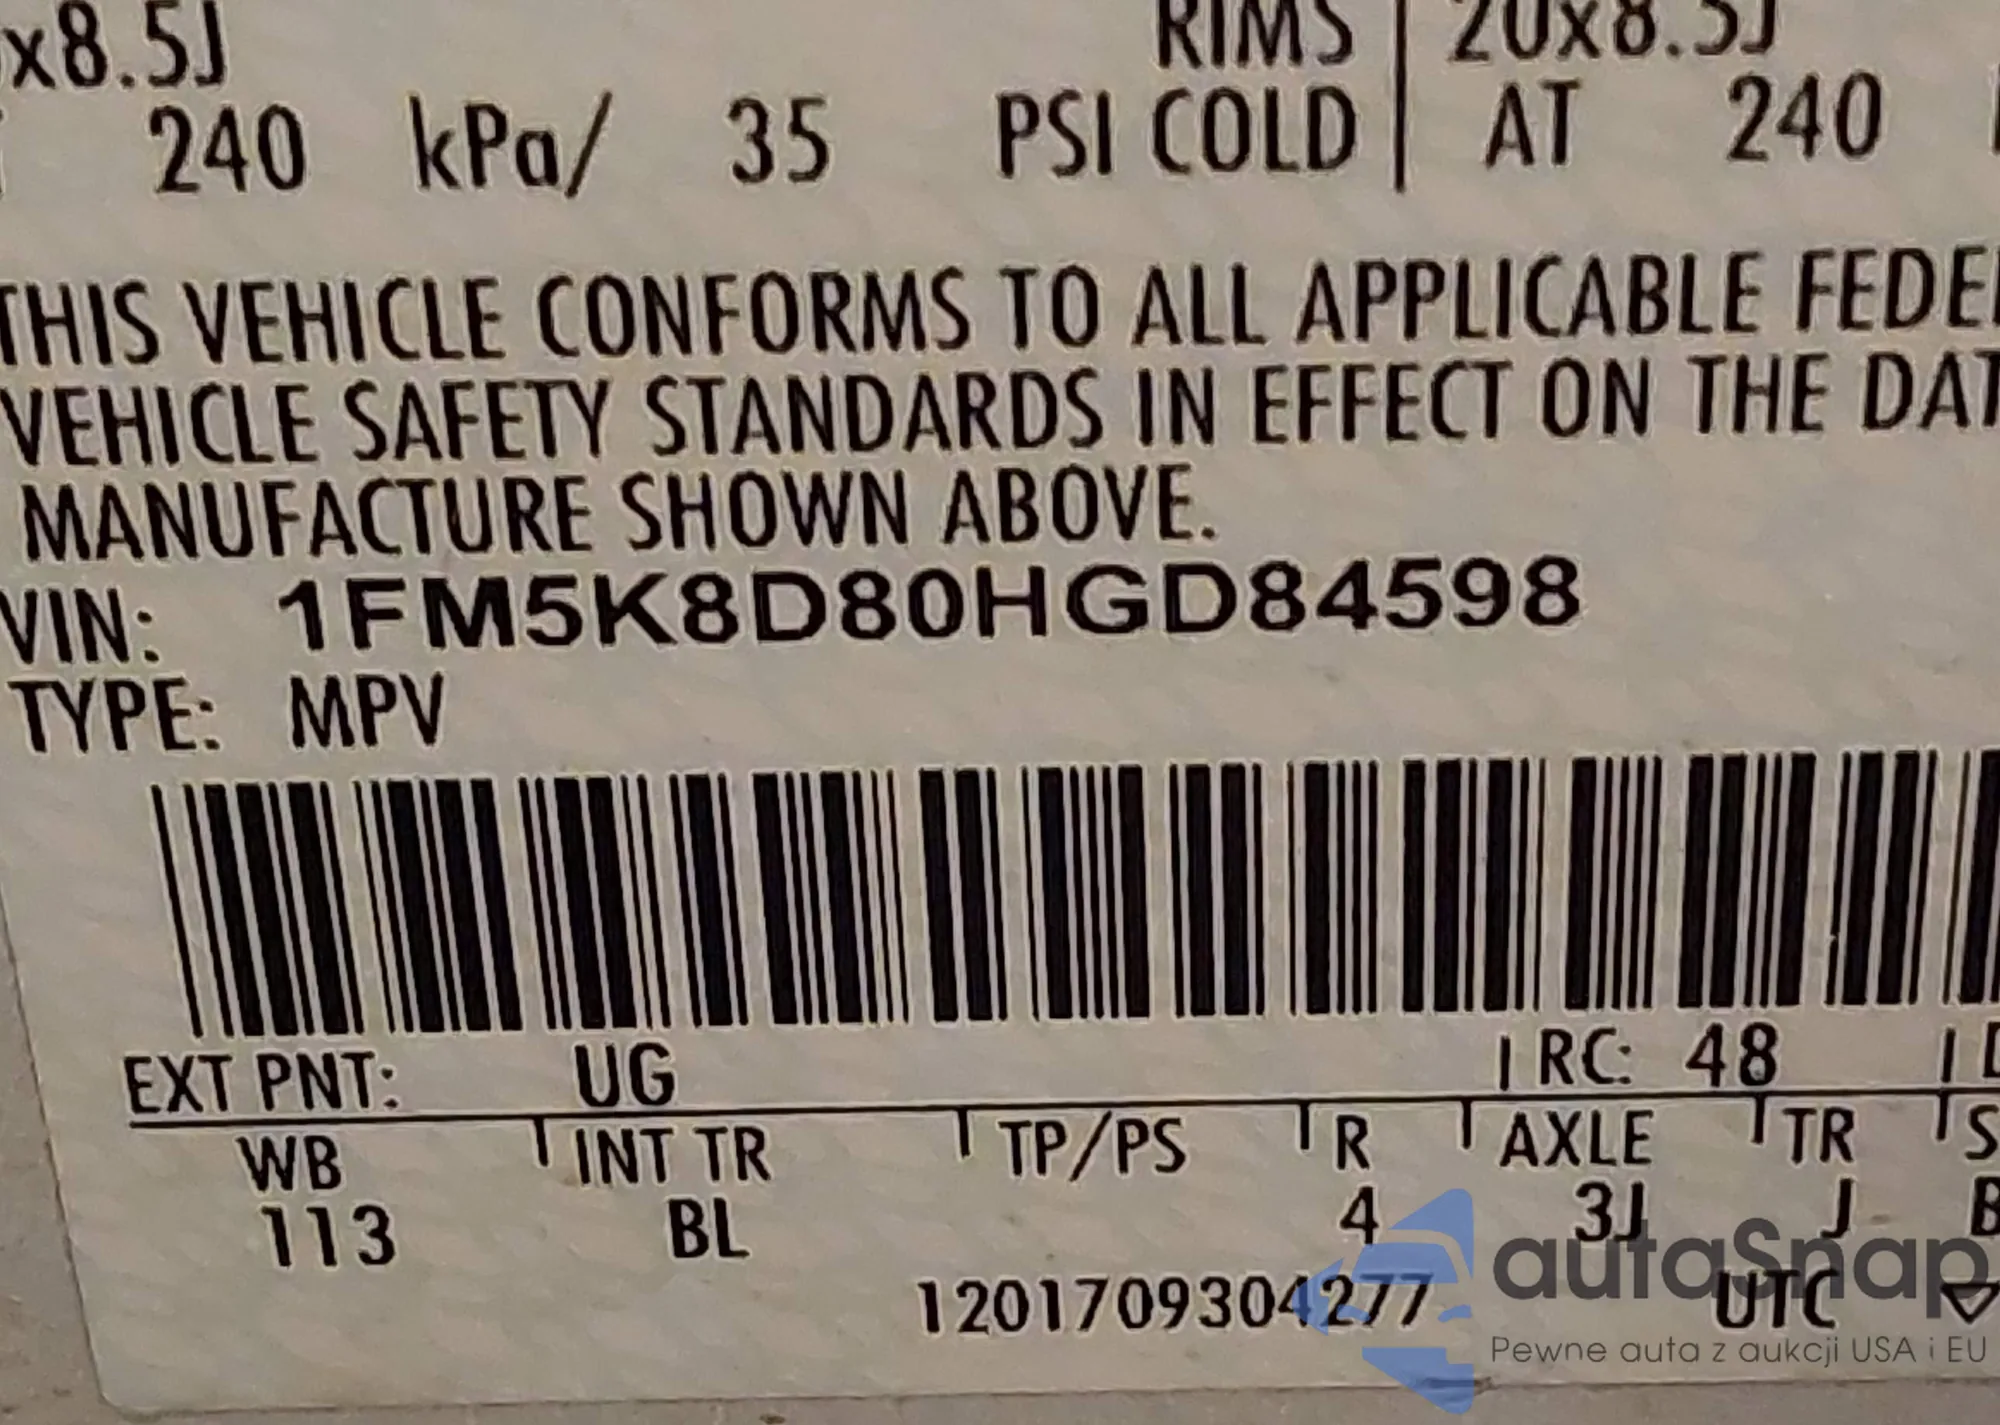 x8.5J RIMS 20x8.5J
240 kPa/ 35 PSI COLD AT 240
THIS VEHICLE CONFORMS TO ALL APPLICABLE FEDE
VEHICLE SAFETY STANDARDS IN EFFECT ON THE DAT
MANUFACTURE SHOWN ABOVE.
VIN: 1FM5K8D80HGD84598
TYPE: MPV
EXT PNT: UG RC: 48
WB INT TR TP/PS R AXLE TR S
113 BL 4 3J J B
1201709304277 UTC
autaSnap
Pewne auta z aukcji USA i EU